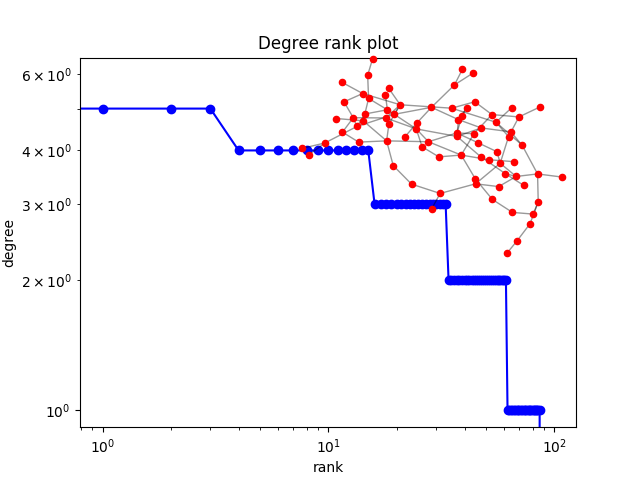 Degree rank plot
6 × 10⁰
4 × 10⁰
3 × 10⁰
2 × 10⁰
10⁰
degree
10⁰
10¹
10²
rank